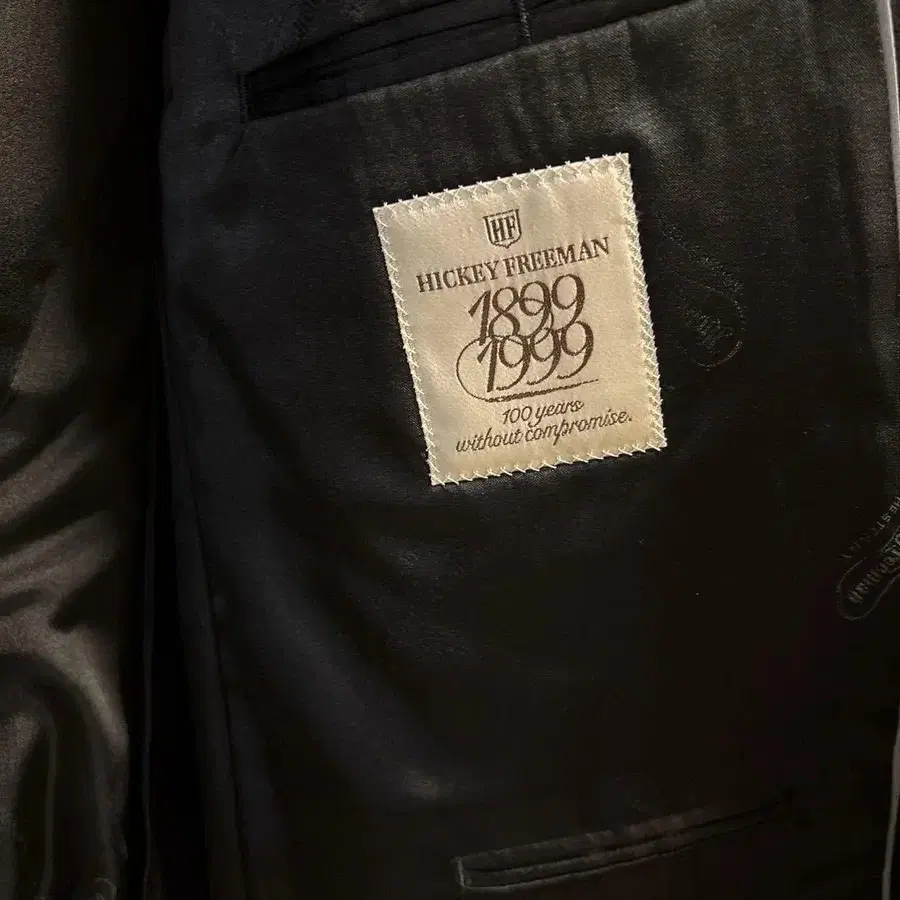 HF
HICKEY FREEMAN
1899
1999
100 years
without compromise.